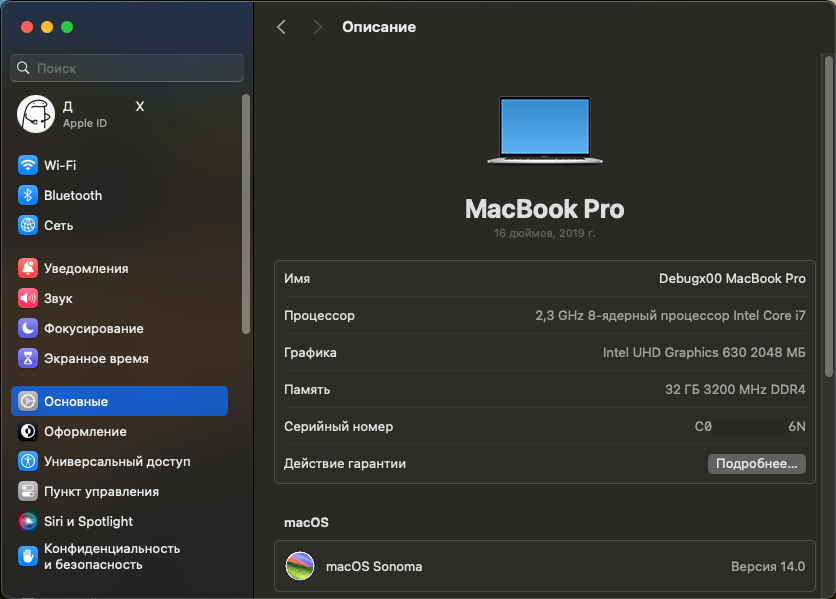 Описание
Поиск
Д X
Apple ID
Wi-Fi
Bluetooth
Сеть
Уведомления
Звук
Фокусирование
Экранное время
Основные
Оформление
Универсальный доступ
Пункт управления
Siri и Spotlight
Конфиденциальность
и безопасность
MacBook Pro
16 дюймов, 2019 г.
Имя Debugx00 MacBook Pro
Процессор 2,3 GHz 8-ядерный процессор Intel Core i7
Графика Intel UHD Graphics 630 2048 МБ
Память 32 ГБ 3200 MHz DDR4
Серийный номер C0 6N
Действие гарантии Подробнее...
macOS
macOS Sonoma Версия 14.0